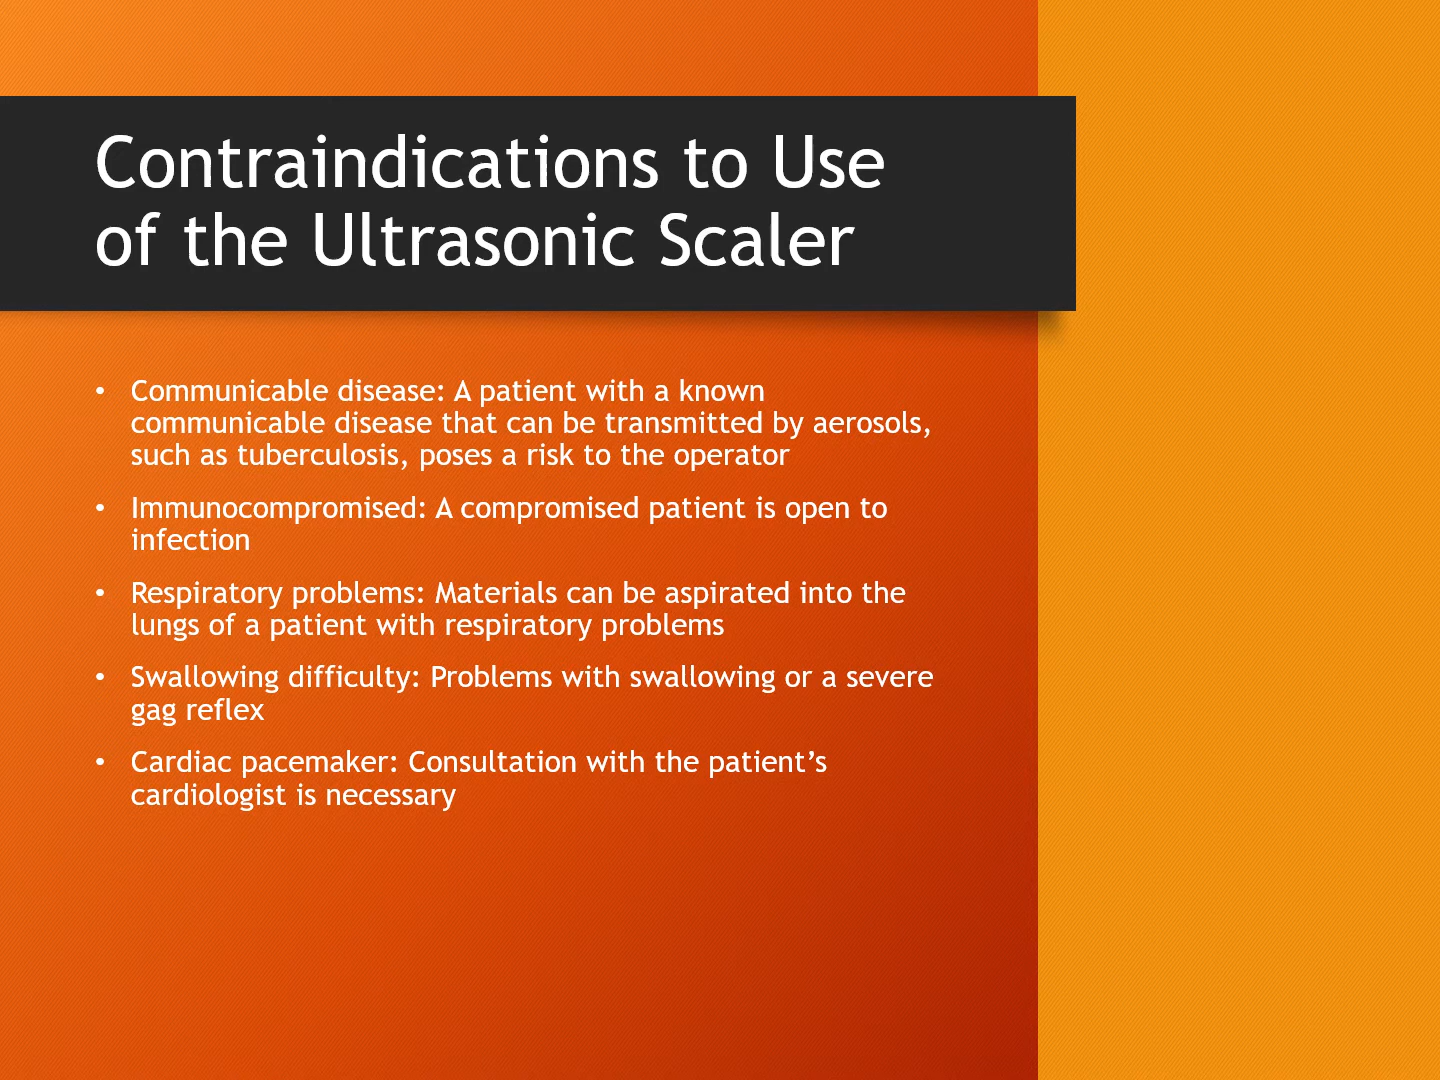 Contraindications to Use
of the Ultrasonic Scaler
• Communicable disease: A patient with a known
communicable disease that can be transmitted by aerosols,
such as tuberculosis, poses a risk to the operator
• Immunocompromised: A compromised patient is open to
infection
• Respiratory problems: Materials can be aspirated into the
lungs of a patient with respiratory problems
• Swallowing difficulty: Problems with swallowing or a severe
gag reflex
• Cardiac pacemaker: Consultation with the patient’s
cardiologist is necessary